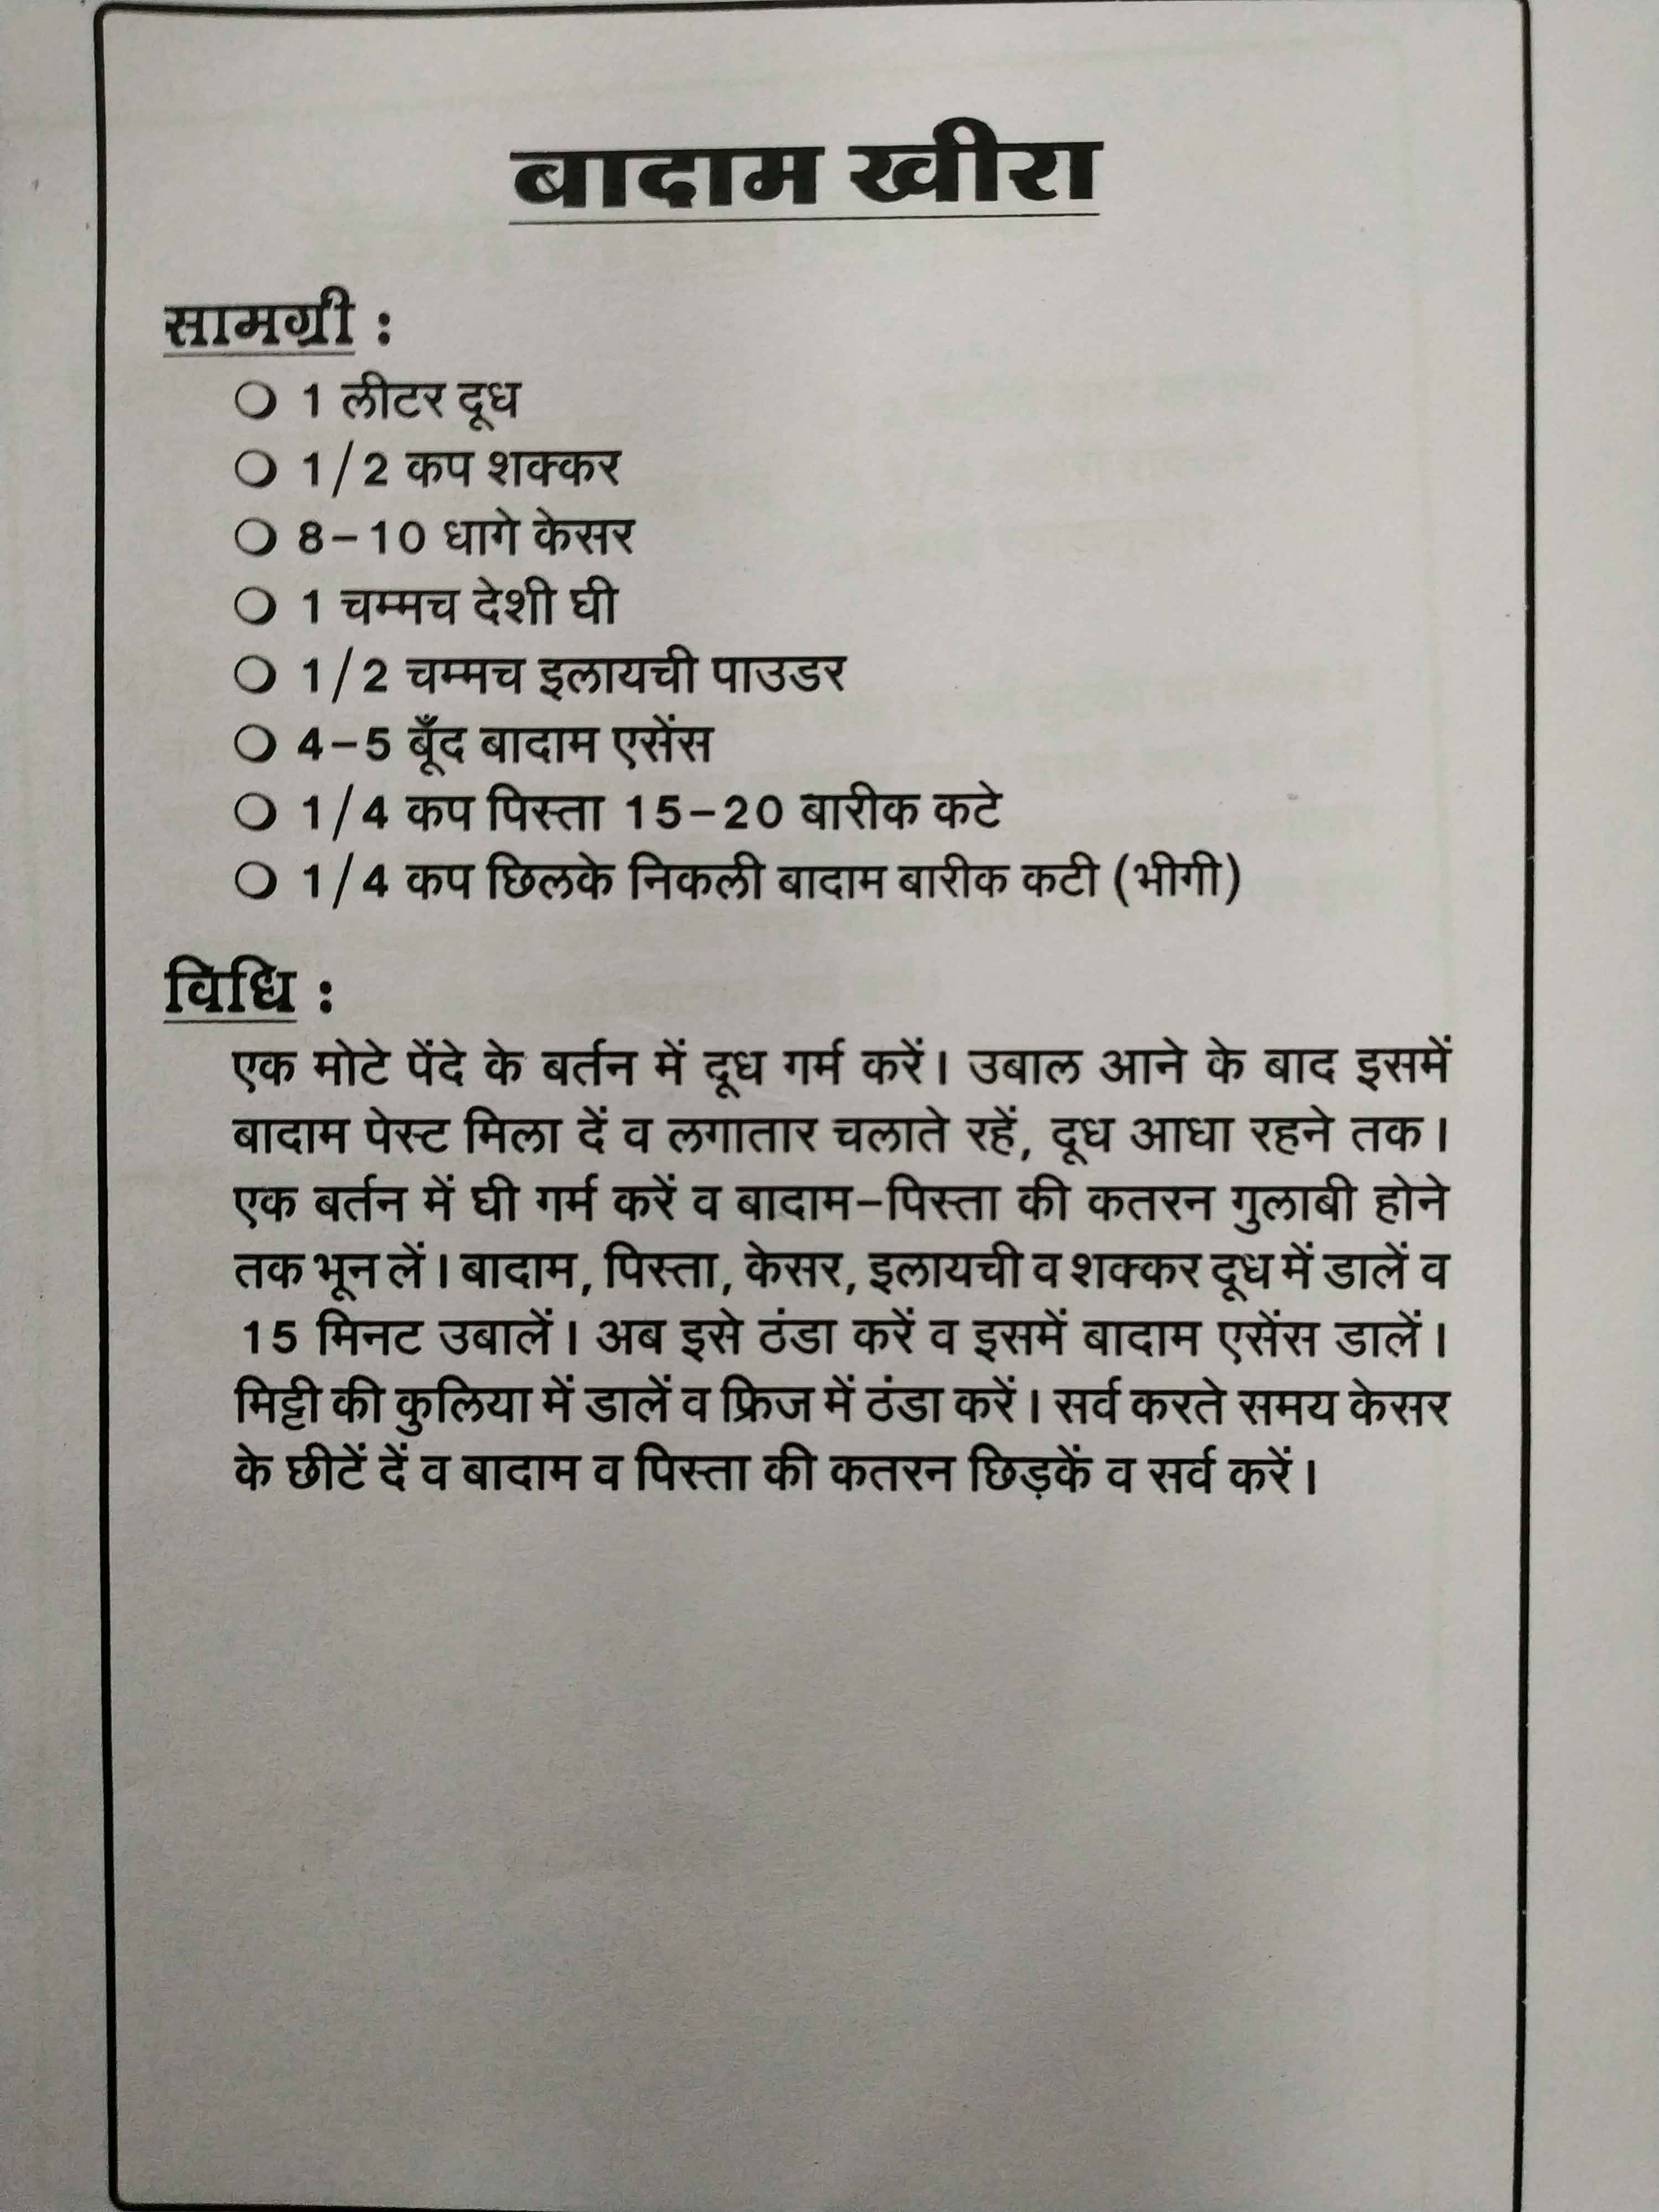 बादाम खीरा
सामग्री :
○ 1 लीटर दूध
○ 1/2 कप शक्कर
○ 8-10 धागे केसर
○ 1 चम्मच देशी घी
○ 1/2 चम्मच इलायची पाउडर
○ 4-5 बूँद बादाम एसेंस
○ 1/4 कप पिस्ता 15-20 बारीक कटे
○ 1/4 कप छिलके निकली बादाम बारीक कटी (भीगी)
विधि :
एक मोटे पेंदे के बर्तन में दूध गर्म करें। उबाल आने के बाद इसमें
बादाम पेस्ट मिला दें व लगातार चलाते रहें, दूध आधा रहने तक।
एक बर्तन में घी गर्म करें व बादाम-पिस्ता की कतरन गुलाबी होने
तक भून लें। बादाम, पिस्ता, केसर, इलायची व शक्कर दूध में डालें व
15 मिनट उबालें। अब इसे ठंडा करें व इसमें बादाम एसेंस डालें।
मिट्टी की कुलिया में डालें व फ्रिज में ठंडा करें। सर्व करते समय केसर
के छीटें दें व बादाम व पिस्ता की कतरन छिड़कें व सर्व करें।